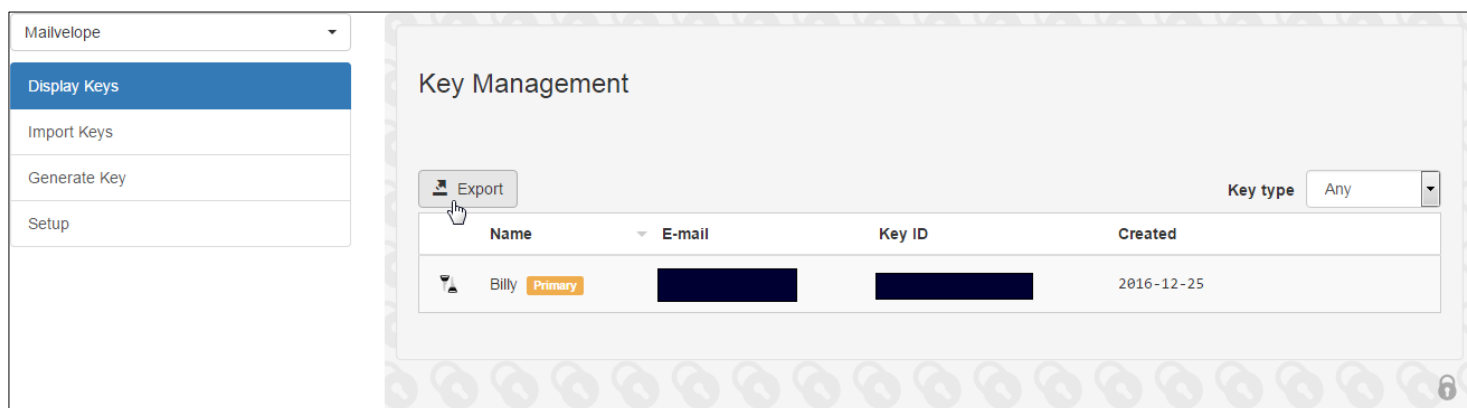 Mailvelope
Display Keys
Import Keys
Generate Key
Setup
Key Management
Export
Key type Any
Name E-mail Key ID Created
Billy Primary 2016-12-25